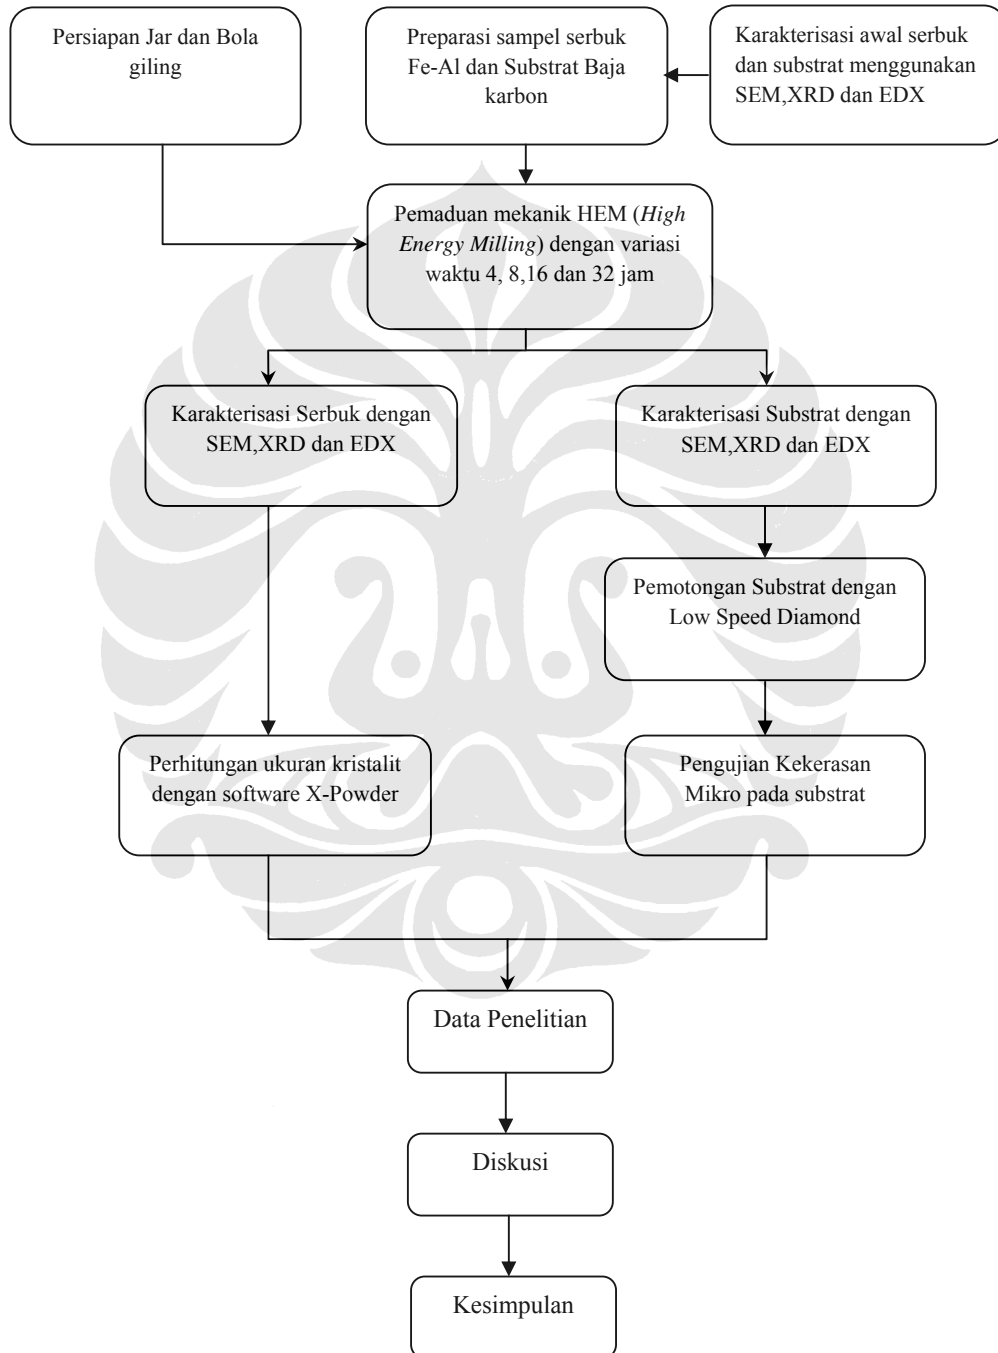 Persiapan Jar dan Bola
giling
Preparasi sampel serbuk
Fe-Al dan Substrat Baja
karbon
Karakterisasi awal serbuk
dan substrat menggunakan
SEM,XRD dan EDX
Pemaduan mekanik HEM (High
Energy Milling) dengan variasi
waktu 4, 8,16 dan 32 jam
Karakterisasi Serbuk dengan
SEM,XRD dan EDX
Karakterisasi Substrat dengan
SEM,XRD dan EDX
Pemotongan Substrat dengan
Low Speed Diamond
Perhitungan ukuran kristalit
dengan software X-Powder
Pengujian Kekerasan
Mikro pada substrat
Data Penelitian
Diskusi
Kesimpulan